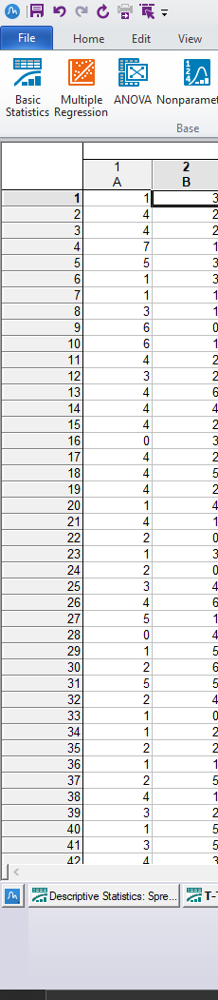 File Home Edit View
Basic Statistics Multiple Regression ANOVA Nonparamet
Base
1 2
A B
1 1 3
2 4 2
3 4 2
4 7 1
5 5 3
6 1 3
7 1 1
8 3 1
9 6 0
10 6 1
11 4 2
12 3 2
13 4 6
14 4 4
15 4 2
16 0 3
17 4 2
18 4 5
19 4 2
20 1 4
21 4 1
22 2 0
23 1 3
24 2 0
25 3 4
26 4 6
27 5 1
28 0 4
29 1 5
30 2 6
31 5 5
32 2 4
33 1 0
34 1 2
35 2 2
36 1 1
37 2 5
38 4 1
39 3 2
40 1 5
41 3 5
42 4 3
Descriptive Statistics: Spre... T-